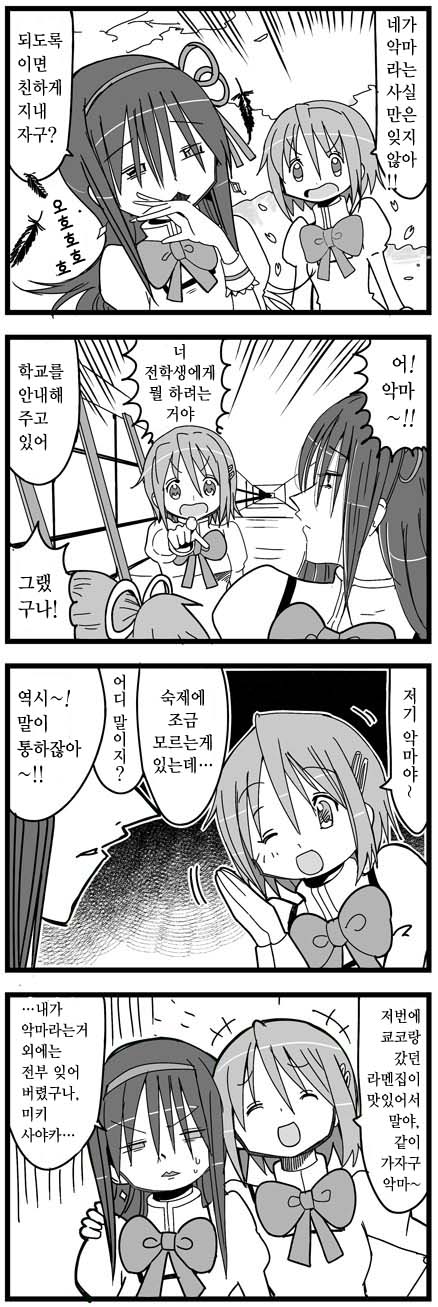 네가
악마
라는
사실
만은
잊지
않아
!!
되도록
이면
친하게
지내
자구?
오호호호호
어!
악마
~!!
너
전학생에게
뭘 하려는
거야
학교를
안내해
주고
있어
그랬
구나!
저기 악마야~
숙제에
조금
모르는게
있는데…
어디 말이지?
역시~!
말이
통하잖아
~!!
저번에
쿄코랑
갔던
라멘집이
맛있어서
말야,
같이
가자구
악마~
…내가
악마라는거
외에는
전부 잊어
버렸구나,
미키
사야카…